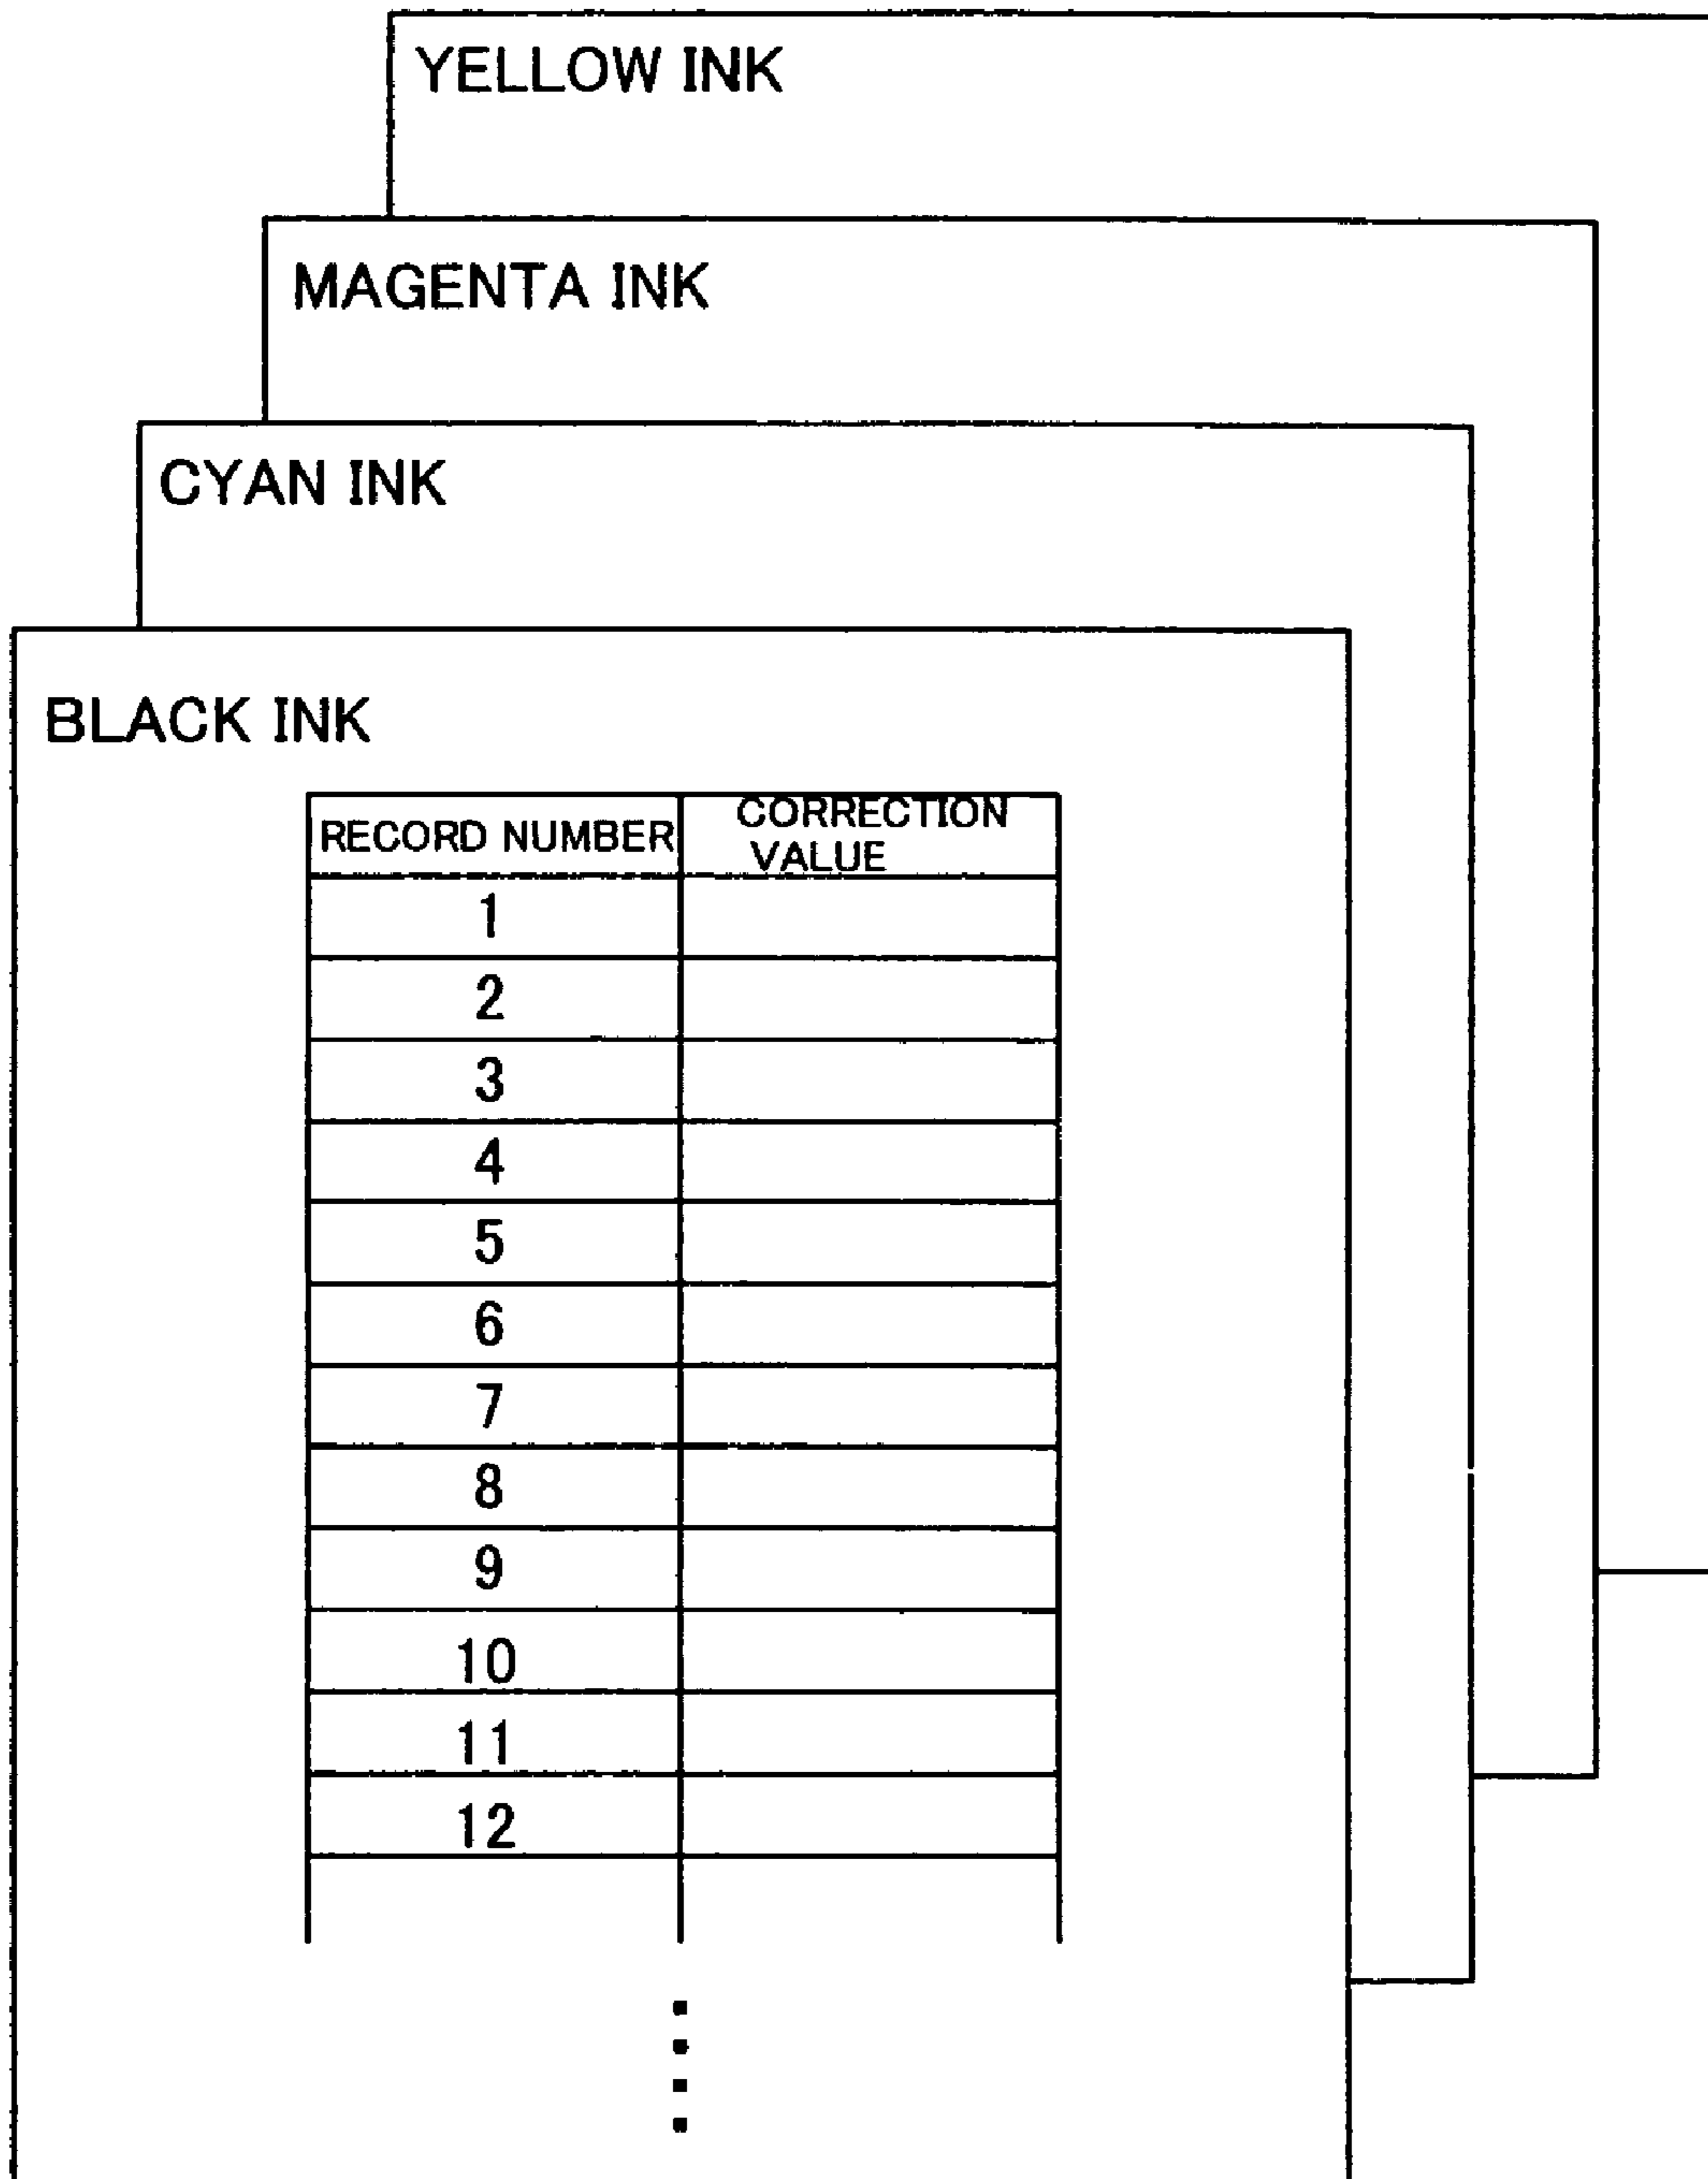 YELLOW INK
MAGENTA INK
CYAN INK
BLACK INK
RECORD NUMBER
CORRECTION
VALUE
1
2
3
4
5
6
7
8
9
10
11
12